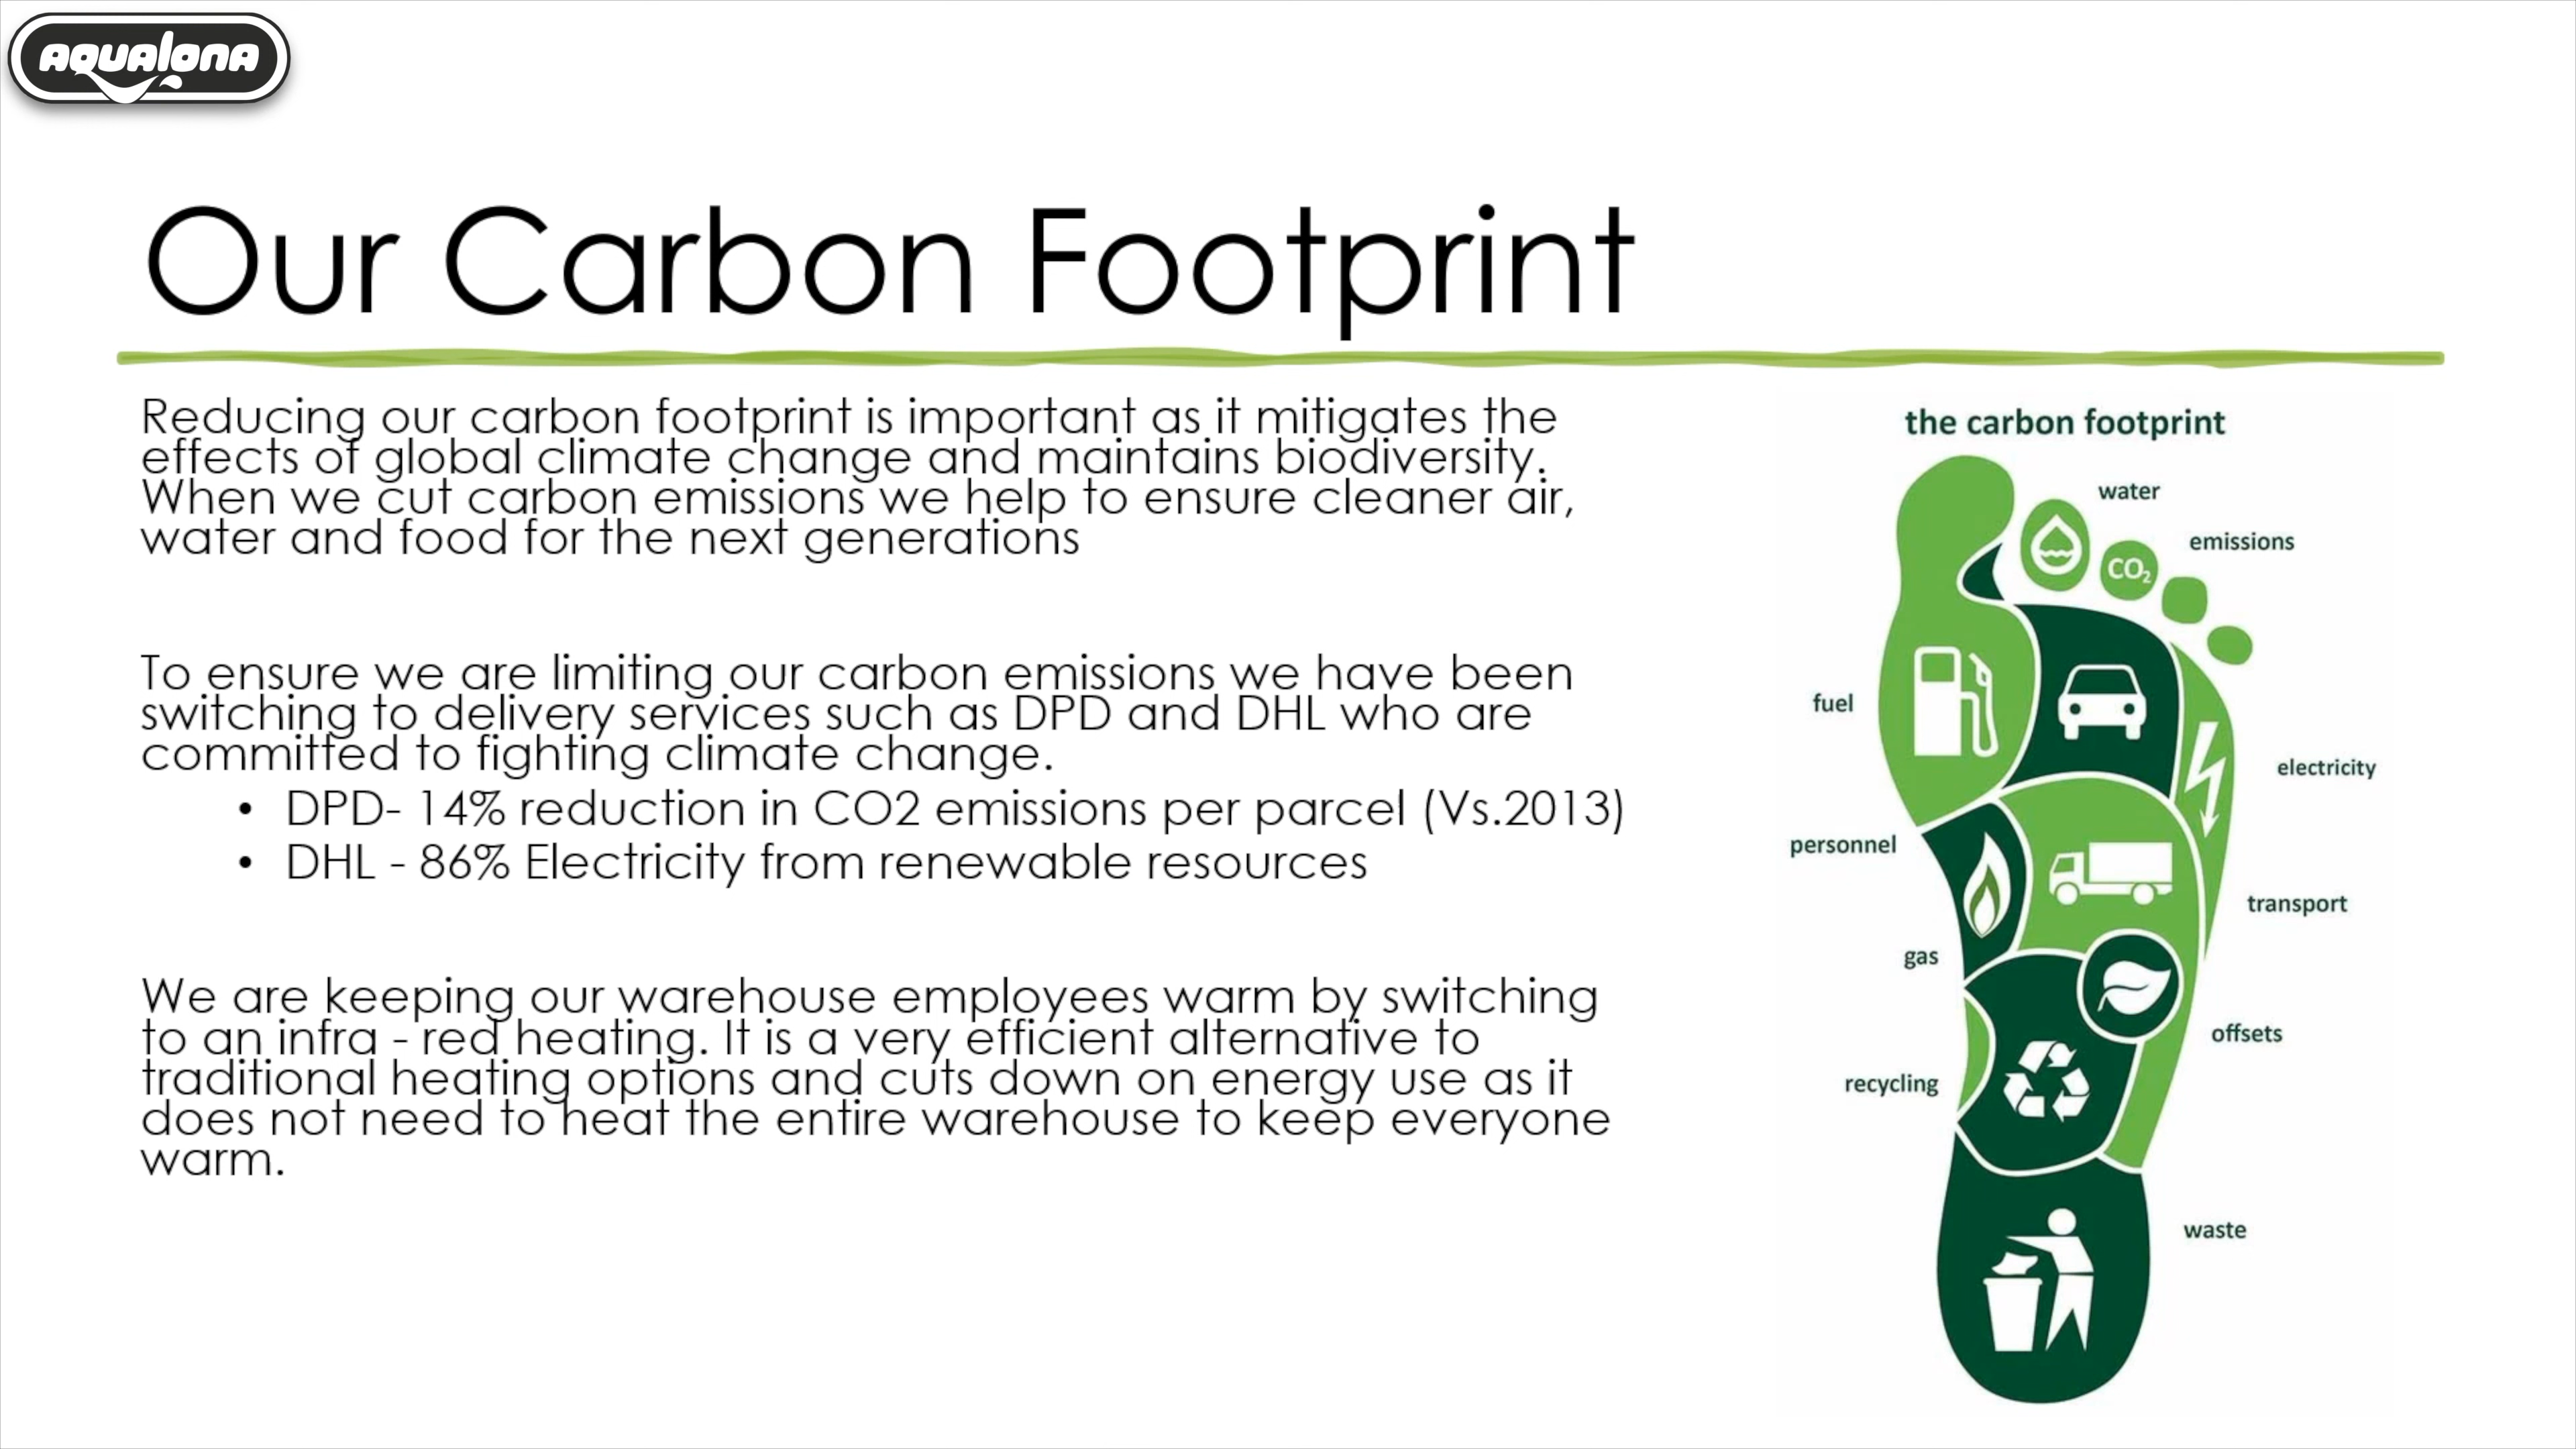 aqualona
Our Carbon Footprint
Reducing our carbon footprint is important as it mitigates the
effects of global climate change and maintains biodiversity.
When we cut carbon emissions we help to ensure cleaner air,
water and food for the next generations
To ensure we are limiting our carbon emissions we have been
switching to delivery services such as DPD and DHL who are
committed to fighting climate change.
• DPD- 14% reduction in CO2 emissions per parcel (Vs.2013)
• DHL - 86% Electricity from renewable resources
We are keeping our warehouse employees warm by switching
to an infra - red heating. It is a very efficient alternative to
traditional heating options and cuts down on energy use as it
does not need to heat the entire warehouse to keep everyone
warm.
the carbon footprint
water
emissions
CO₂
fuel
electricity
personnel
transport
gas
offsets
recycling
waste